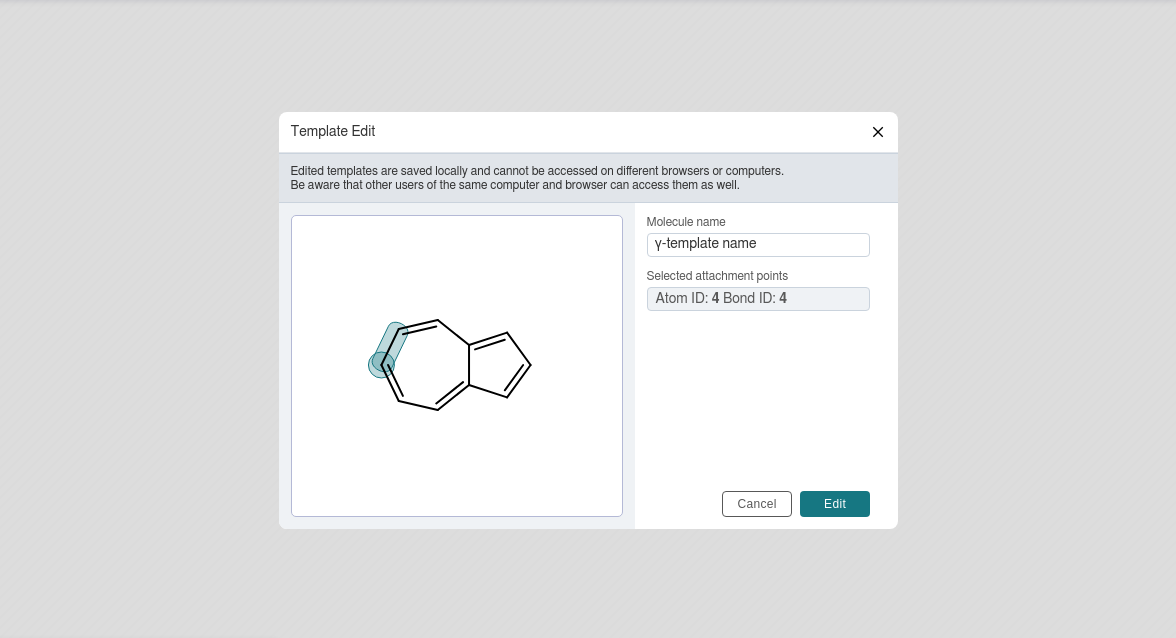 Template Edit
Edited templates are saved locally and cannot be accessed on different browsers or computers.
Be aware that other users of the same computer and browser can access them as well.
Molecule name
γ-template name
Selected attachment points
Atom ID: 4 Bond ID: 4
Cancel
Edit